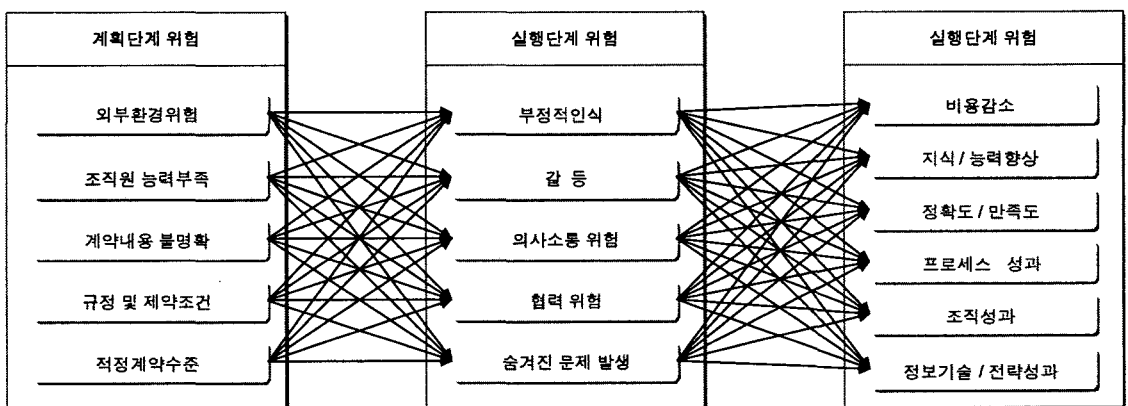 계획단계 위험
외부환경위험
조직원 능력부족
계약내용 불명확
규정 및 제약조건
적정계약수준
실행단계 위험
부정적인식
갈 등
의사소통 위험
협력 위험
숨겨진 문제 발생
실행단계 위험
비용감소
지식 / 능력향상
정확도 / 만족도
프로세스 성과
조직성과
정보기술 / 전략성과